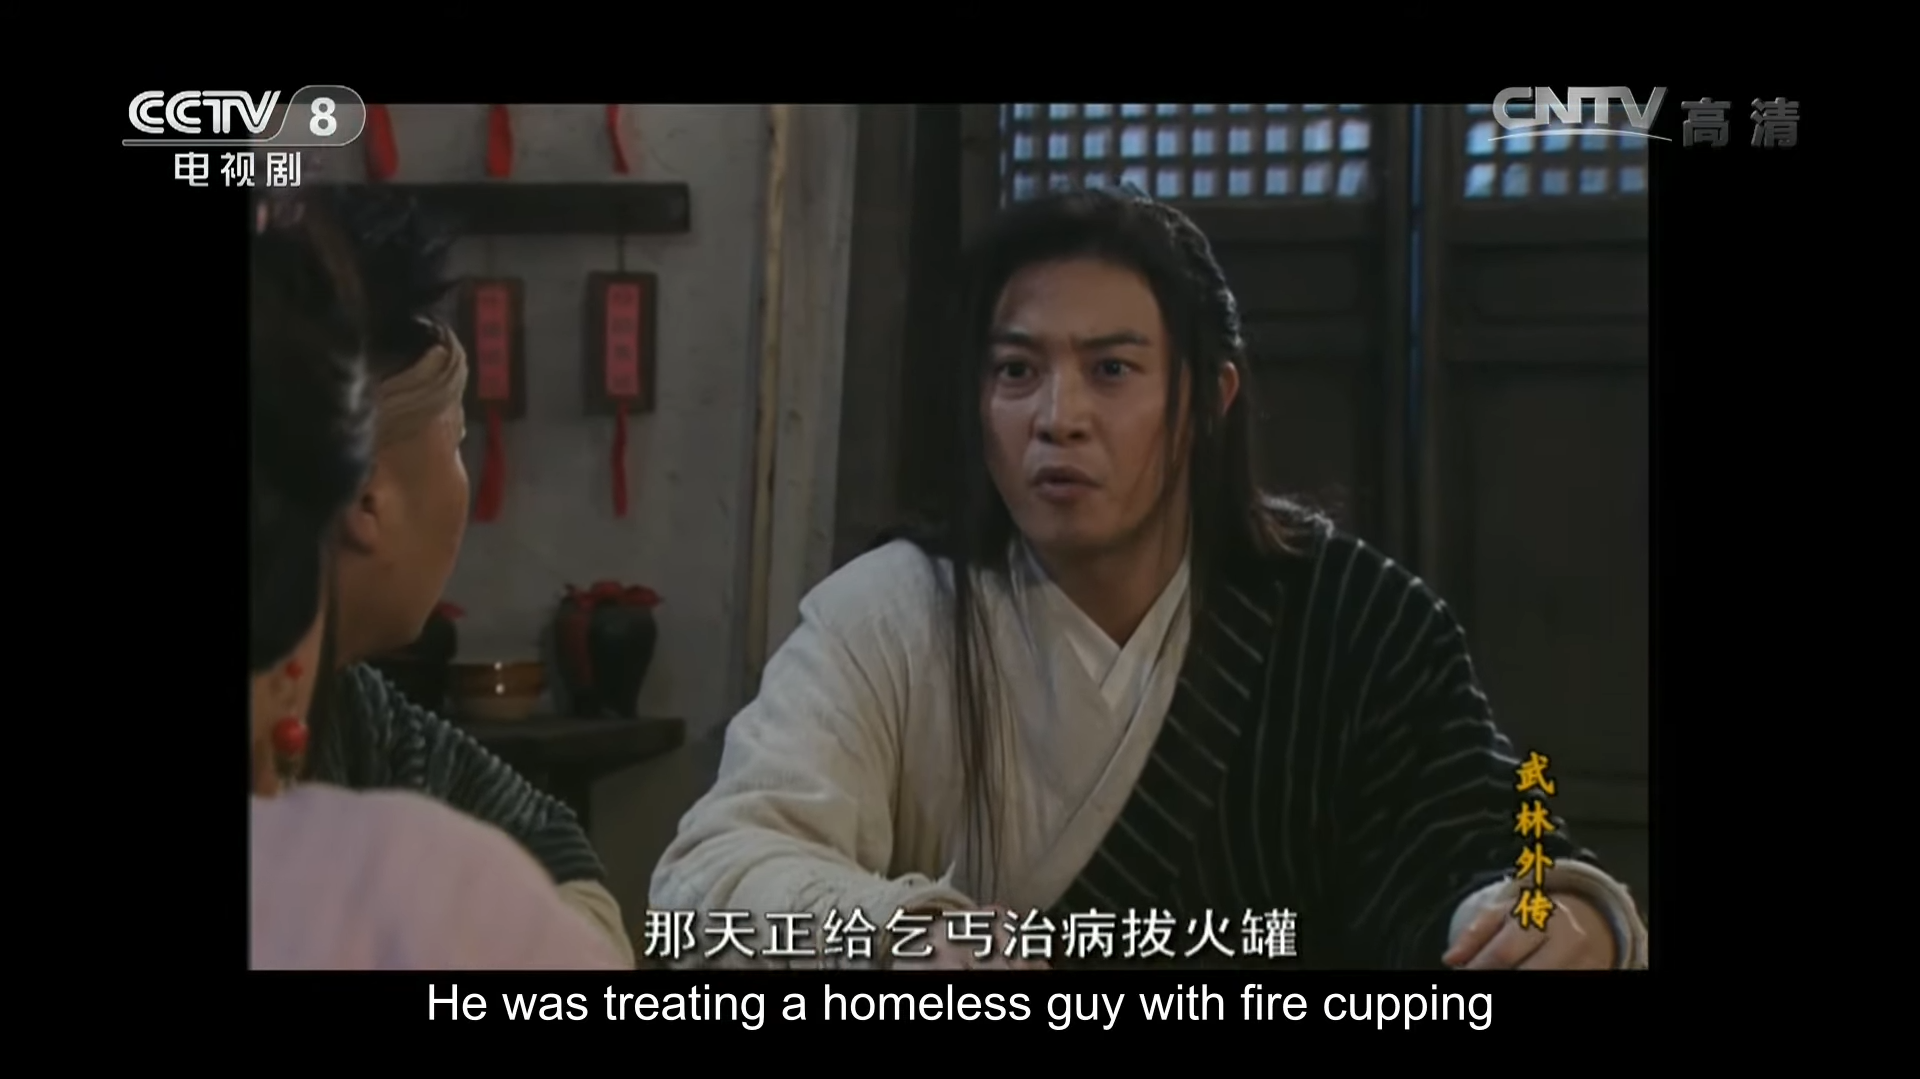 CCTV 8
电视剧
CNTV 高清
武林外传
那天正给乞丐治病拔火罐
He was treating a homeless guy with fire cupping